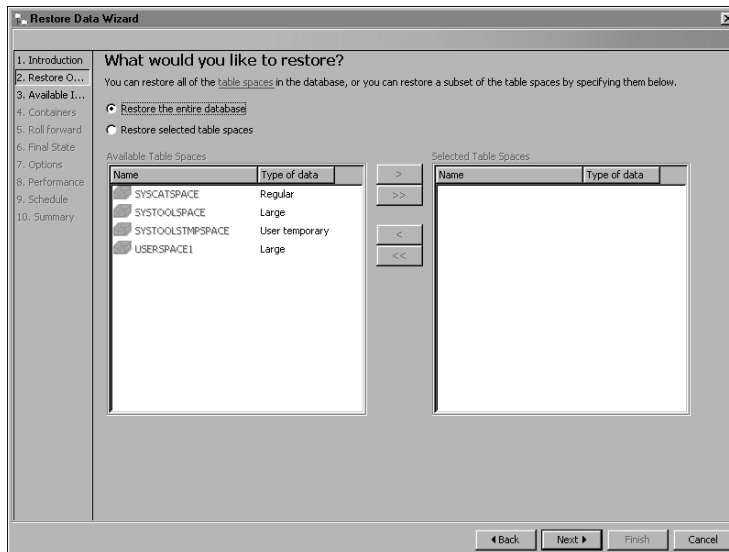 Restore Data Wizard
1. Introduction
2. Restore O...
3. Available I...
4. Containers
5. Roll forward
6. Final State
7. Options
8. Performance
9. Schedule
10. Summary
What would you like to restore?
You can restore all of the table spaces in the database, or you can restore a subset of the table spaces by specifying them below.
Restore the entire database
Restore selected table spaces
Available Table Spaces
Name Type of data
SYSCATSPACE Regular
SYSTOOLSPACE Large
SYSTOOLSTMPSPACE User temporary
USERSPACE1 Large
>
>>
<
<<
Selected Table Spaces
Name Type of data
Back Next Finish Cancel